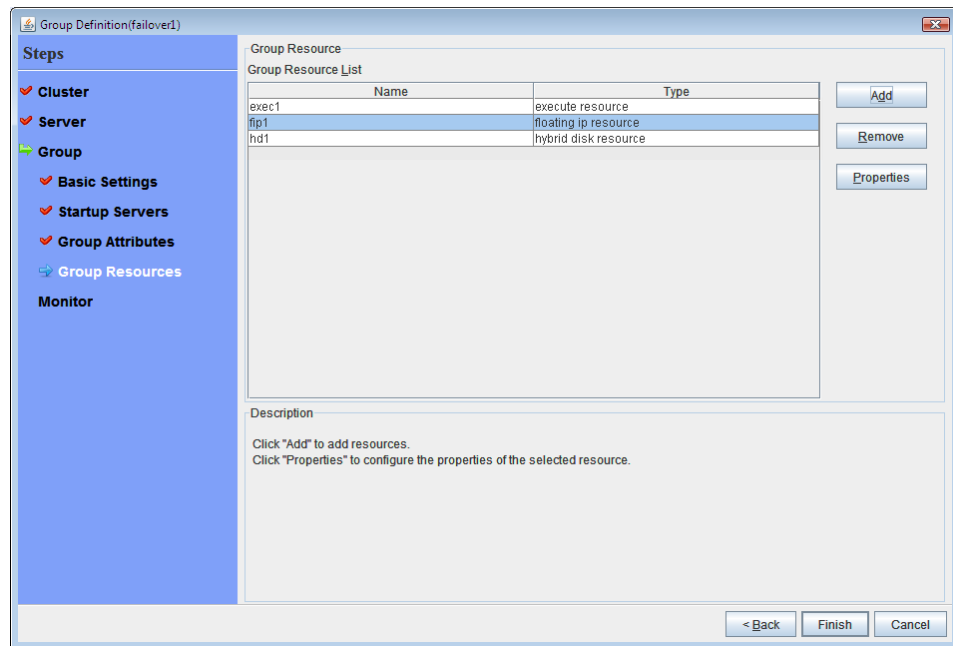 Group Definition(failover1)
Steps
Cluster
Server
Group
Basic Settings
Startup Servers
Group Attributes
Group Resources
Monitor
Group Resource
Group Resource List
Name Type
exec1 execute resource
fip1 floating ip resource
hd1 hybrid disk resource
Add
Remove
Properties
Description
Click "Add" to add resources.
Click "Properties" to configure the properties of the selected resource.
< Back Finish Cancel